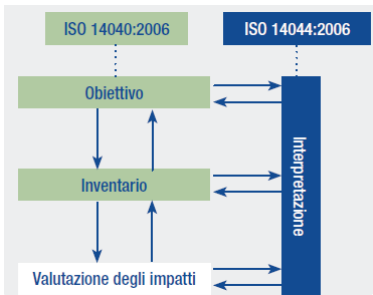 ISO 14040:2006
ISO 14044:2006
Obiettivo
Inventario
Valutazione degli impatti
Interpretazione